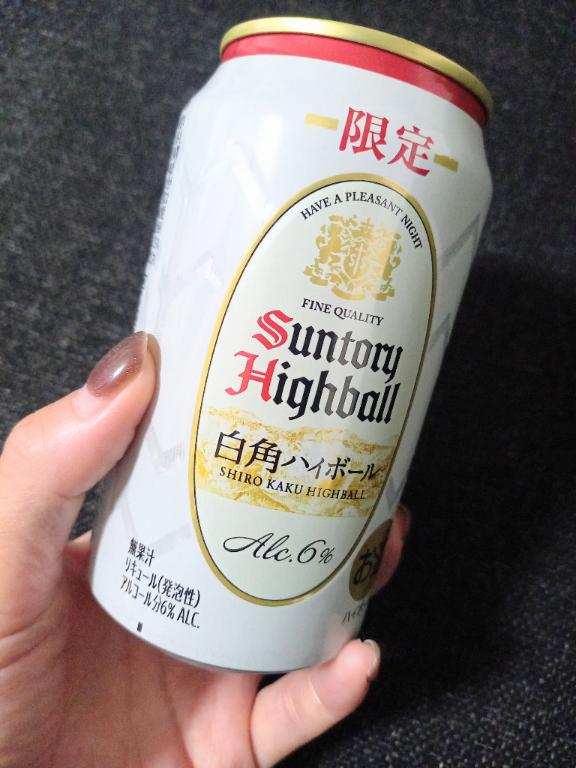 限定
HAVE A PLEASANT NIGHT
FINE QUALITY
Suntory
Highball
白角ハイボール
SHIRO KAKU HIGHBALL
Alc.6%
無果汁
リキュール(発泡性)
アルコール分6% ALC.